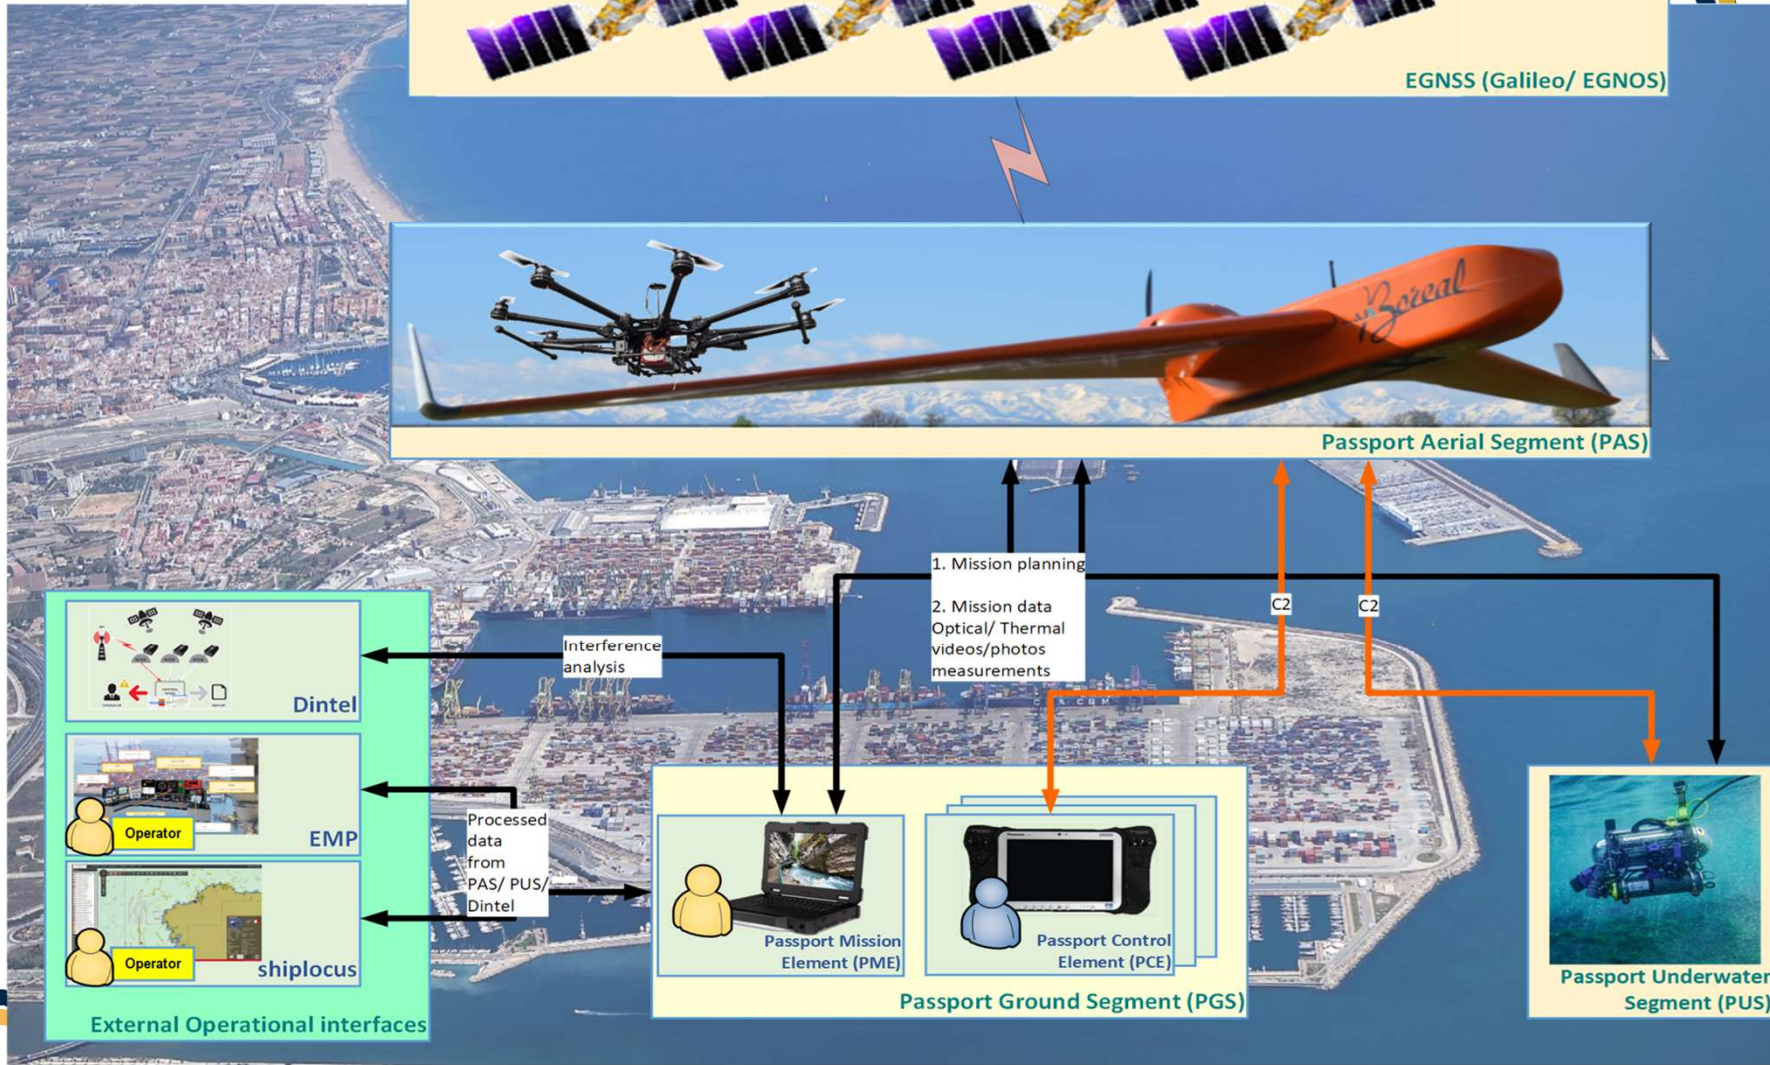 EGNSS (Galileo/ EGNOS)
Boreal
Passport Aerial Segment (PAS)
1. Mission planning
2. Mission data
Optical/ Thermal
videos/photos
measurements
C2
C2
Interference
analysis
Dintel
Operator
EMP
Processed
data
from
PAS/ PUS/
Dintel
Operator
shiplocus
External Operational interfaces
Passport Mission
Element (PME)
Passport Control
Element (PCE)
Passport Ground Segment (PGS)
Passport Underwater
Segment (PUS)